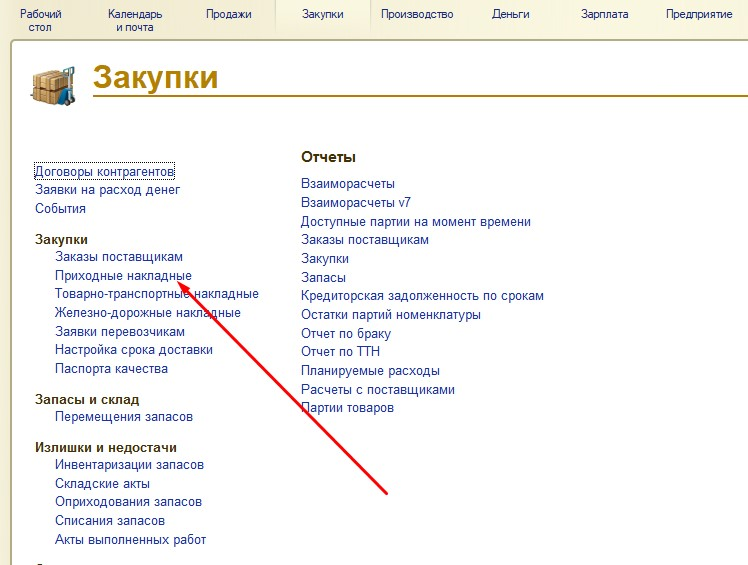 Рабочий стол
Календарь и почта
Продажи
Закупки
Производство
Деньги
Зарплата
Предприятие
Закупки
Договоры контрагентов
Заявки на расход денег
События
Закупки
Заказы поставщикам
Приходные накладные
Товарно-транспортные накладные
Железно-дорожные накладные
Заявки перевозчикам
Настройка срока доставки
Паспорта качества
Запасы и склад
Перемещения запасов
Излишки и недостачи
Инвентаризации запасов
Складские акты
Оприходования запасов
Списания запасов
Акты выполненных работ
Отчеты
Взаиморасчеты
Взаиморасчеты v7
Доступные партии на момент времени
Заказы поставщикам
Закупки
Запасы
Кредиторская задолженность по срокам
Остатки партий номенклатуры
Отчет по браку
Отчет по ТТН
Планируемые расходы
Расчеты с поставщиками
Партии товаров